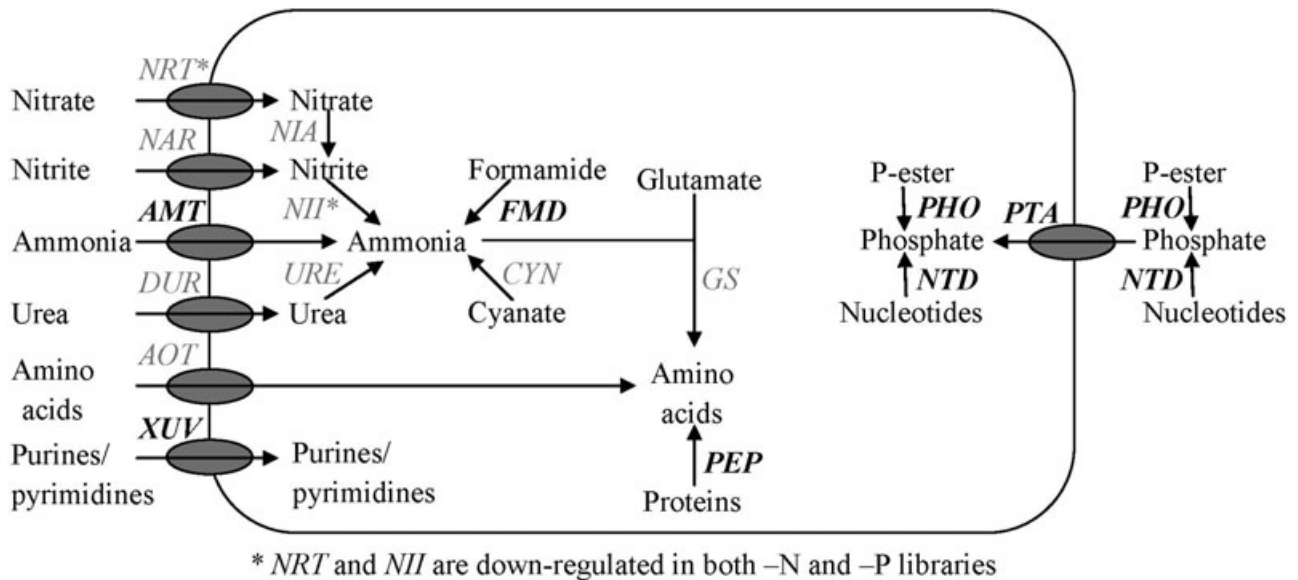 NRT*
Nitrate
Nitrate
NIA
NAR
Nitrite
Nitrite
Formamide
Glutamate
P-ester
P-ester
AMT
NII*
FMD
PHO
PTA
PHO
Ammonia
Ammonia
Phosphate
Phosphate
DUR
URE
CYN
GS
NTD
NTD
Urea
Urea
Cyanate
Nucleotides
Nucleotides
AOT
Amino
acids
Amino
acids
XUV
Purines/
pyrimidines
Purines/
pyrimidines
PEP
Proteins
* NRT and NII are down-regulated in both –N and –P libraries